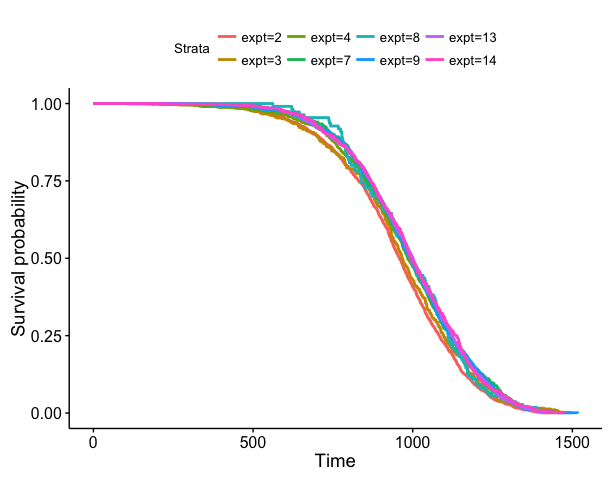 Strata
expt=2 expt=4 expt=8 expt=13
expt=3 expt=7 expt=9 expt=14
1.00
0.75
0.50
0.25
0.00
Survival probability
0 500 1000 1500
Time